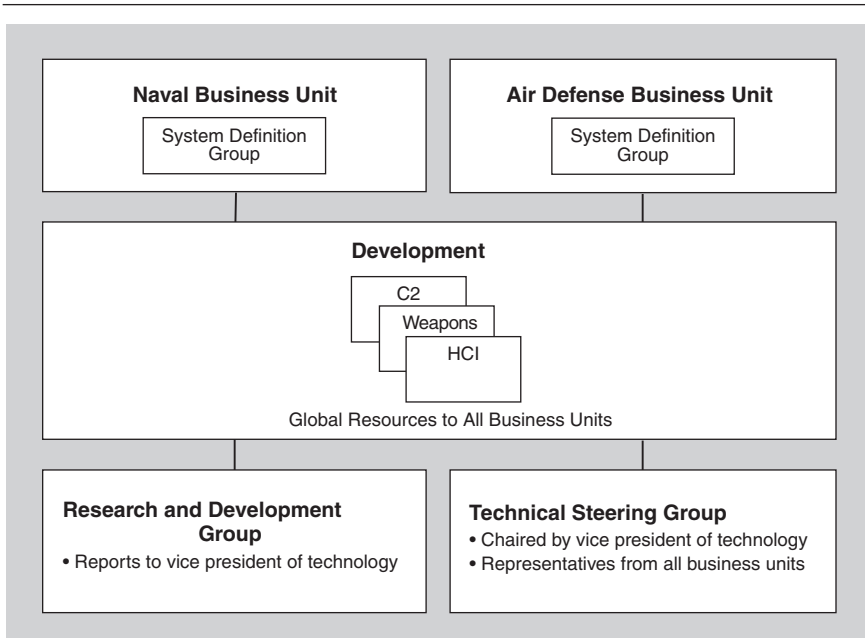 Naval Business Unit
System Definition
Group
Air Defense Business Unit
System Definition
Group
Development
C2
Weapons
HCI
Global Resources to All Business Units
Research and Development
Group
• Reports to vice president of technology
Technical Steering Group
• Chaired by vice president of technology
• Representatives from all business units